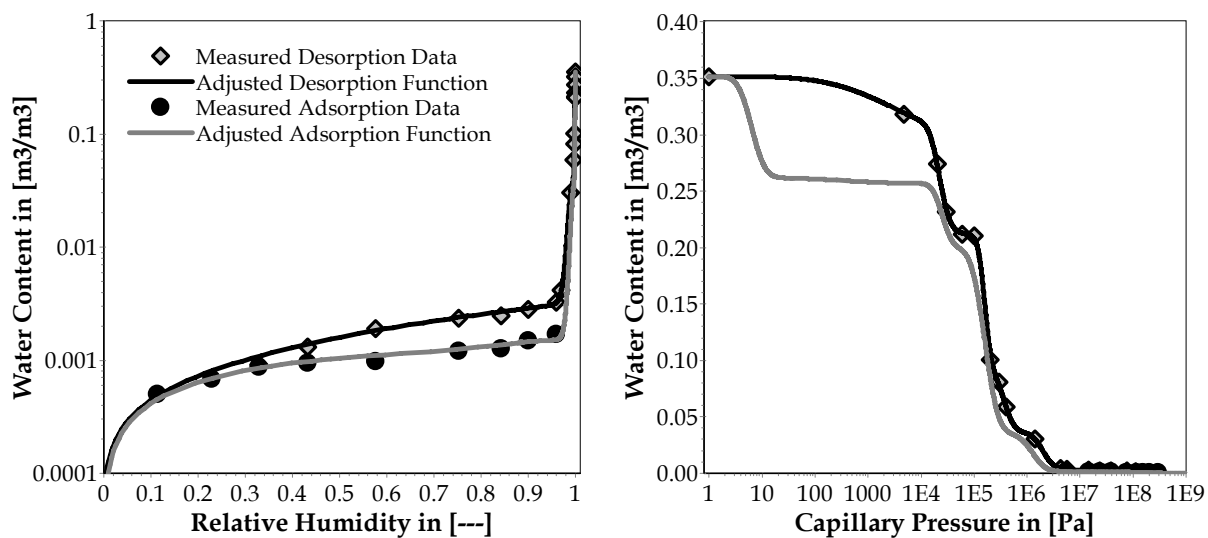 1
0.1
0.01
0.001
0.0001
Water Content in [m3/m3]
Measured Desorption Data
Adjusted Desorption Function
Measured Adsorption Data
Adjusted Adsorption Function
0 0.1 0.2 0.3 0.4 0.5 0.6 0.7 0.8 0.9 1
Relative Humidity in [---]
0.40
0.35
0.30
0.25
0.20
0.15
0.10
0.05
0.00
Water Content in [m3/m3]
1 10 100 1000 1E4 1E5 1E6 1E7 1E8 1E9
Capillary Pressure in [Pa]